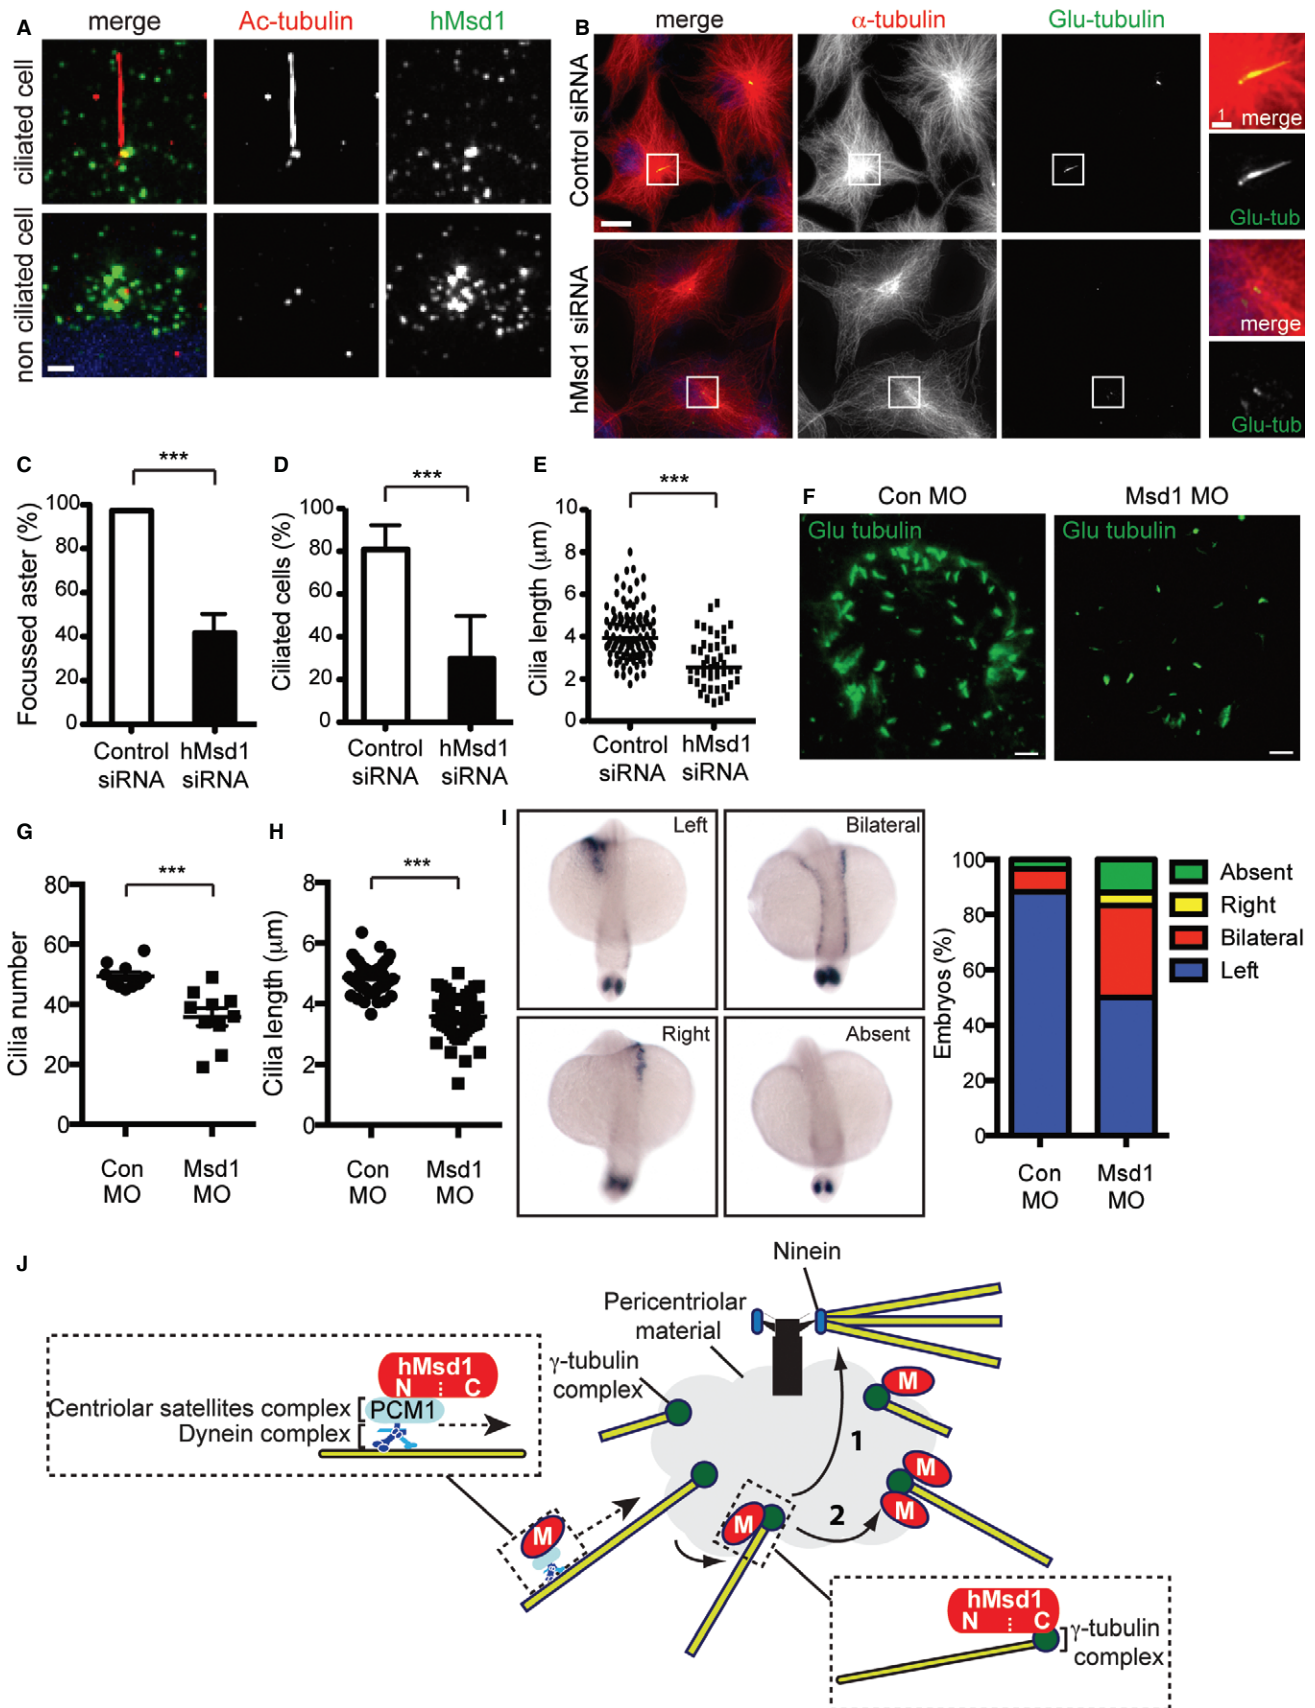 A
merge
Ac-tubulin
hMsd1
ciliated cell
non ciliated cell
B
merge
α-tubulin
Glu-tubulin
Control siRNA
hMsd1 siRNA
1
merge
Glu-tub
merge
Glu-tub
C
***
Focussed aster (%)
100
80
60
40
20
0
Control
siRNA
hMsd1
siRNA
D
***
Ciliated cells (%)
100
80
60
40
20
0
Control
siRNA
hMsd1
siRNA
E
***
Cilia length (μm)
10
8
6
4
2
0
Control
siRNA
hMsd1
siRNA
F
Con MO
Msd1 MO
Glu tubulin
Glu tubulin
G
***
Cilia number
80
60
40
20
0
Con
MO
Msd1
MO
H
***
Cilia length (μm)
8
6
4
2
0
Con
MO
Msd1
MO
I
Left
Bilateral
Right
Absent
Embryos (%)
100
80
60
40
20
0
Con
MO
Msd1
MO
Absent
Right
Bilateral
Left
J
Ninein
Pericentriolar
material
γ-tubulin
complex
hMsd1
N C
Centriolar satellites complex
PCM1
Dynein complex
M
M
M
M
M
1
2
hMsd1
N C
γ-tubulin
complex